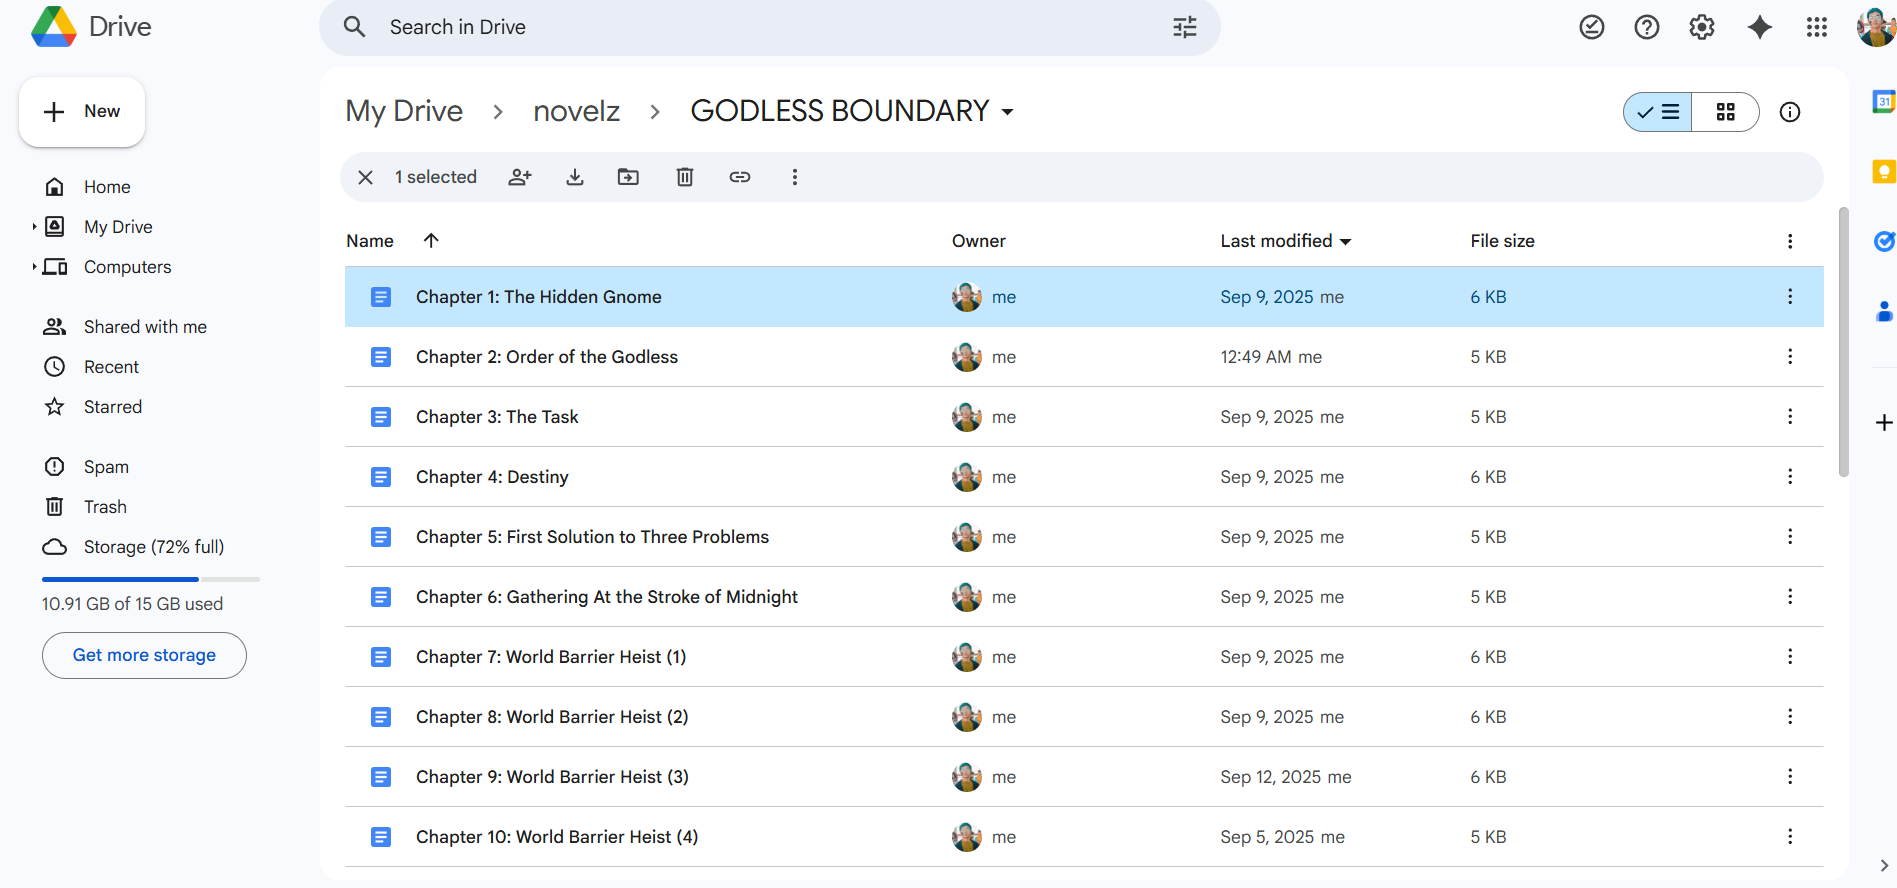 Drive
Search in Drive
New
My Drive
novelz
GODLESS BOUNDARY
1 selected
Home
My Drive
Computers
Shared with me
Recent
Starred
Spam
Trash
Storage (72% full)
10.91 GB of 15 GB used
Get more storage
Name Owner Last modified File size
Chapter 1: The Hidden Gnome me Sep 9, 2025 me 6 KB
Chapter 2: Order of the Godless me 12:49 AM me 5 KB
Chapter 3: The Task me Sep 9, 2025 me 5 KB
Chapter 4: Destiny me Sep 9, 2025 me 6 KB
Chapter 5: First Solution to Three Problems me Sep 9, 2025 me 5 KB
Chapter 6: Gathering At the Stroke of Midnight me Sep 9, 2025 me 5 KB
Chapter 7: World Barrier Heist (1) me Sep 9, 2025 me 6 KB
Chapter 8: World Barrier Heist (2) me Sep 9, 2025 me 6 KB
Chapter 9: World Barrier Heist (3) me Sep 12, 2025 me 6 KB
Chapter 10: World Barrier Heist (4) me Sep 5, 2025 me 5 KB
31